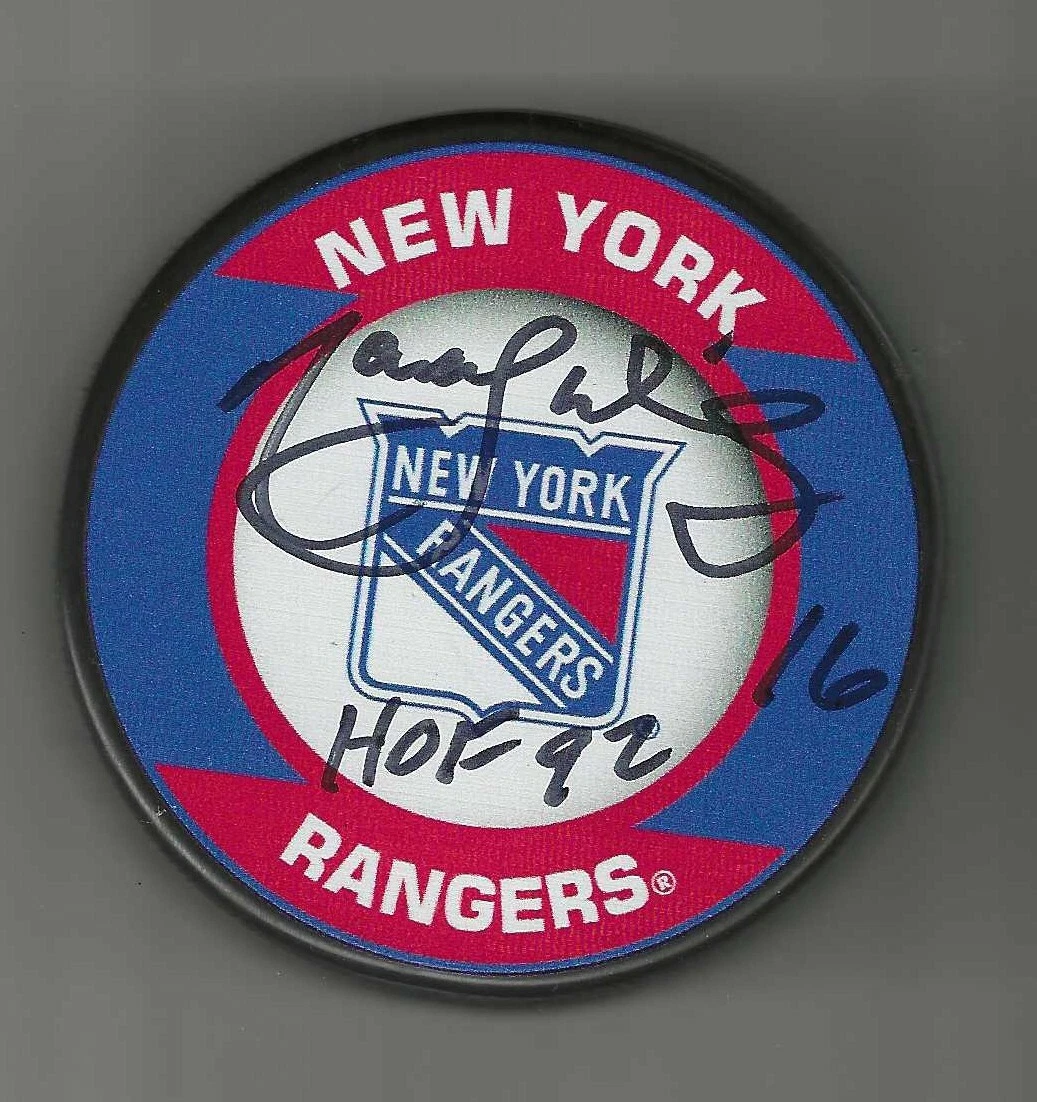 NEW YORK
NEW YORK
RANGERS
16
HOF 92
RANGERS®